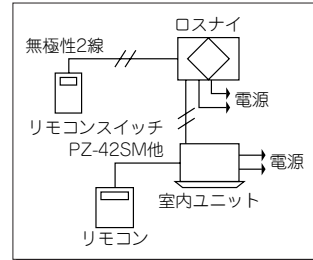 ロスナイ
無極性2線
電源
リモコンスイッチ
PZ-42SM他
電源
室内ユニット
リモコン